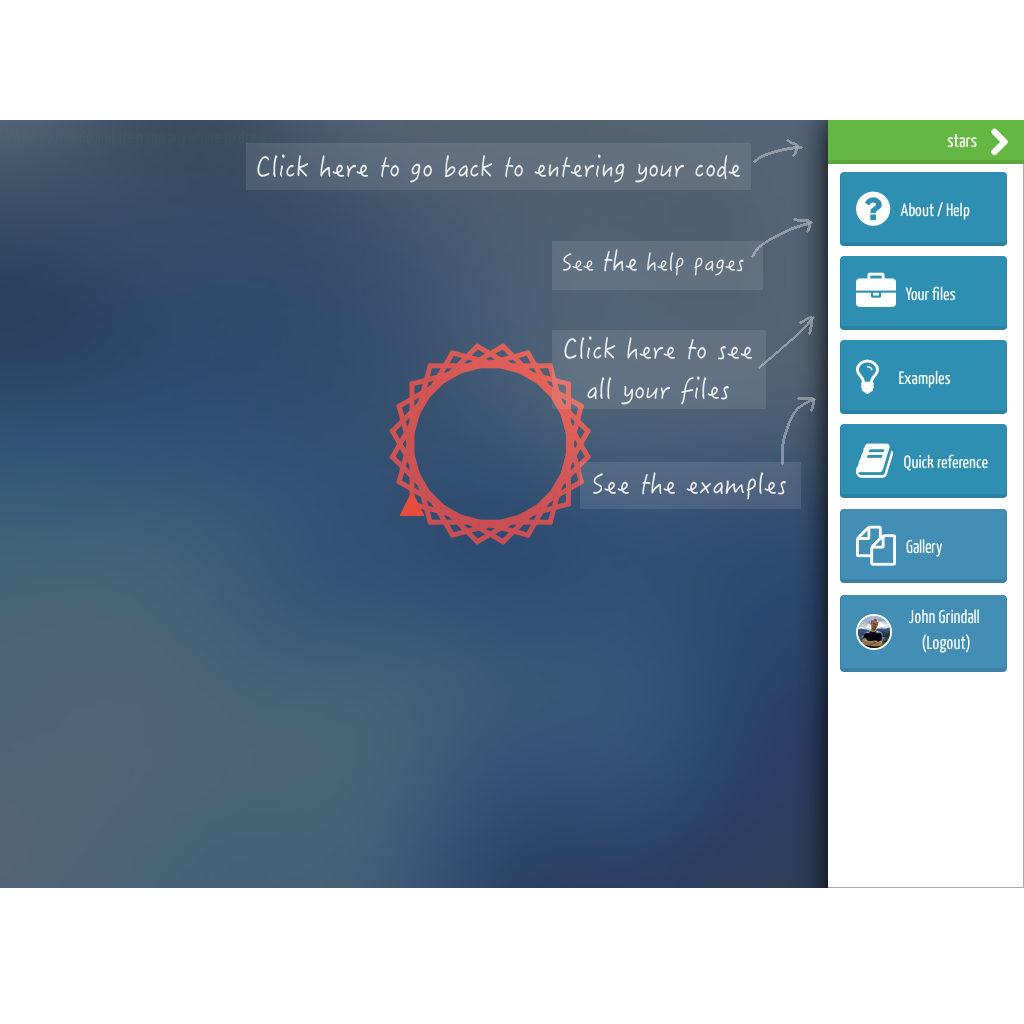 Click here to go back to entering your code
stars
See the help pages
About / Help
Click here to see
all your files
Your files
See the examples
Examples
Quick reference
Gallery
John Grindall
(Logout)